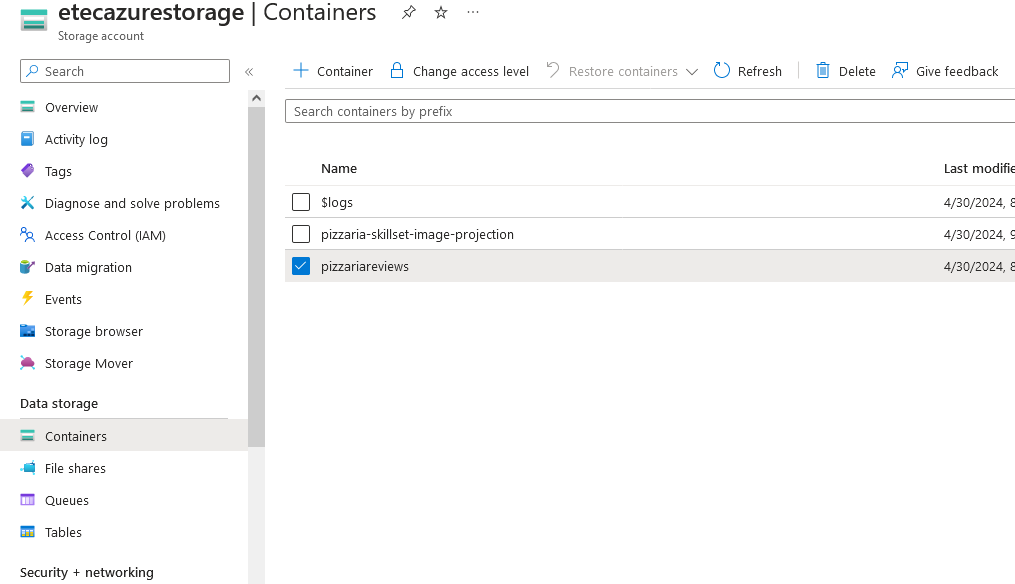 etecazurestorage | Containers
Storage account
Search
Container
Change access level
Restore containers
Refresh
Delete
Give feedback
Overview
Activity log
Tags
Diagnose and solve problems
Access Control (IAM)
Data migration
Events
Storage browser
Storage Mover
Data storage
Containers
File shares
Queues
Tables
Security + networking
Search containers by prefix
Name Last modifie
$logs 4/30/2024, 8
pizzaria-skillset-image-projection 4/30/2024, 9
pizzariareviews 4/30/2024, 8